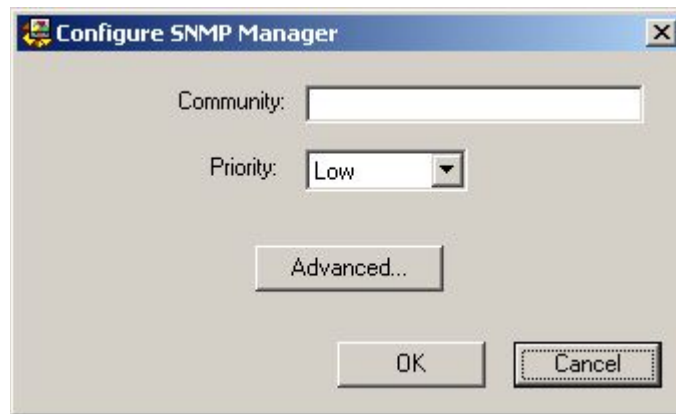 Configure SNMP Manager
Community:
Priority: Low
Advanced...
OK Cancel